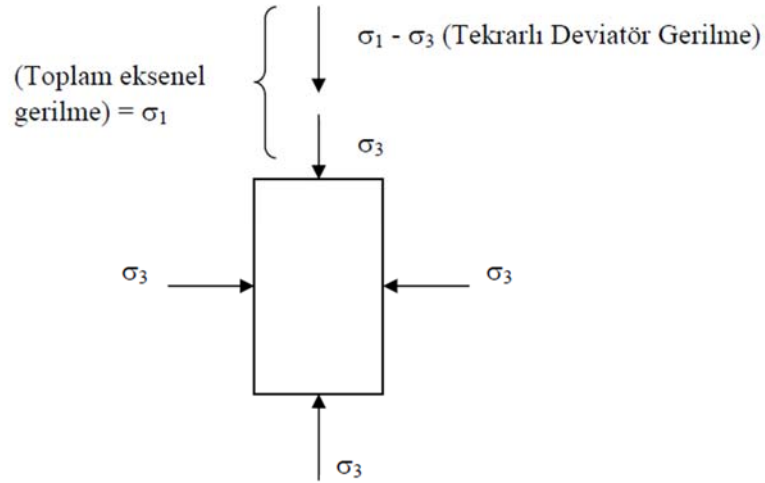 σ1 - σ3 (Tekrarlı Deviatör Gerilme)
(Toplam eksenel
gerilme) = σ1
σ3
σ3
σ3
σ3